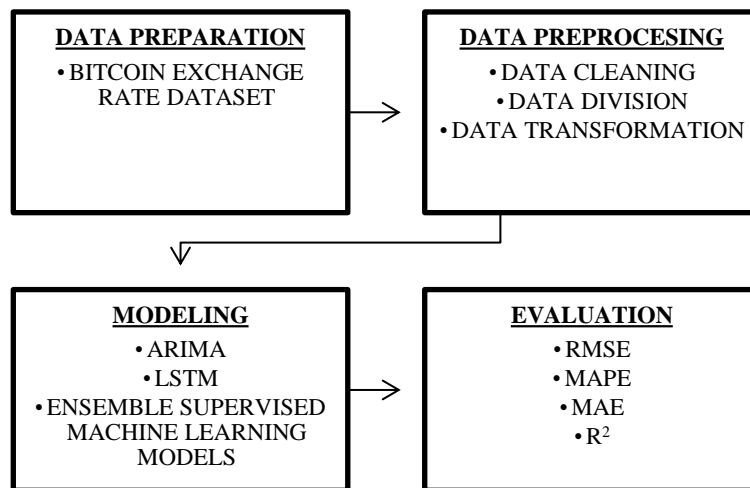 DATA PREPARATION
• BITCOIN EXCHANGE
RATE DATASET
DATA PREPROCESING
• DATA CLEANING
• DATA DIVISION
• DATA TRANSFORMATION
MODELING
• ARIMA
• LSTM
• ENSEMBLE SUPERVISED
MACHINE LEARNING
MODELS
EVALUATION
• RMSE
• MAPE
• MAE
• R²